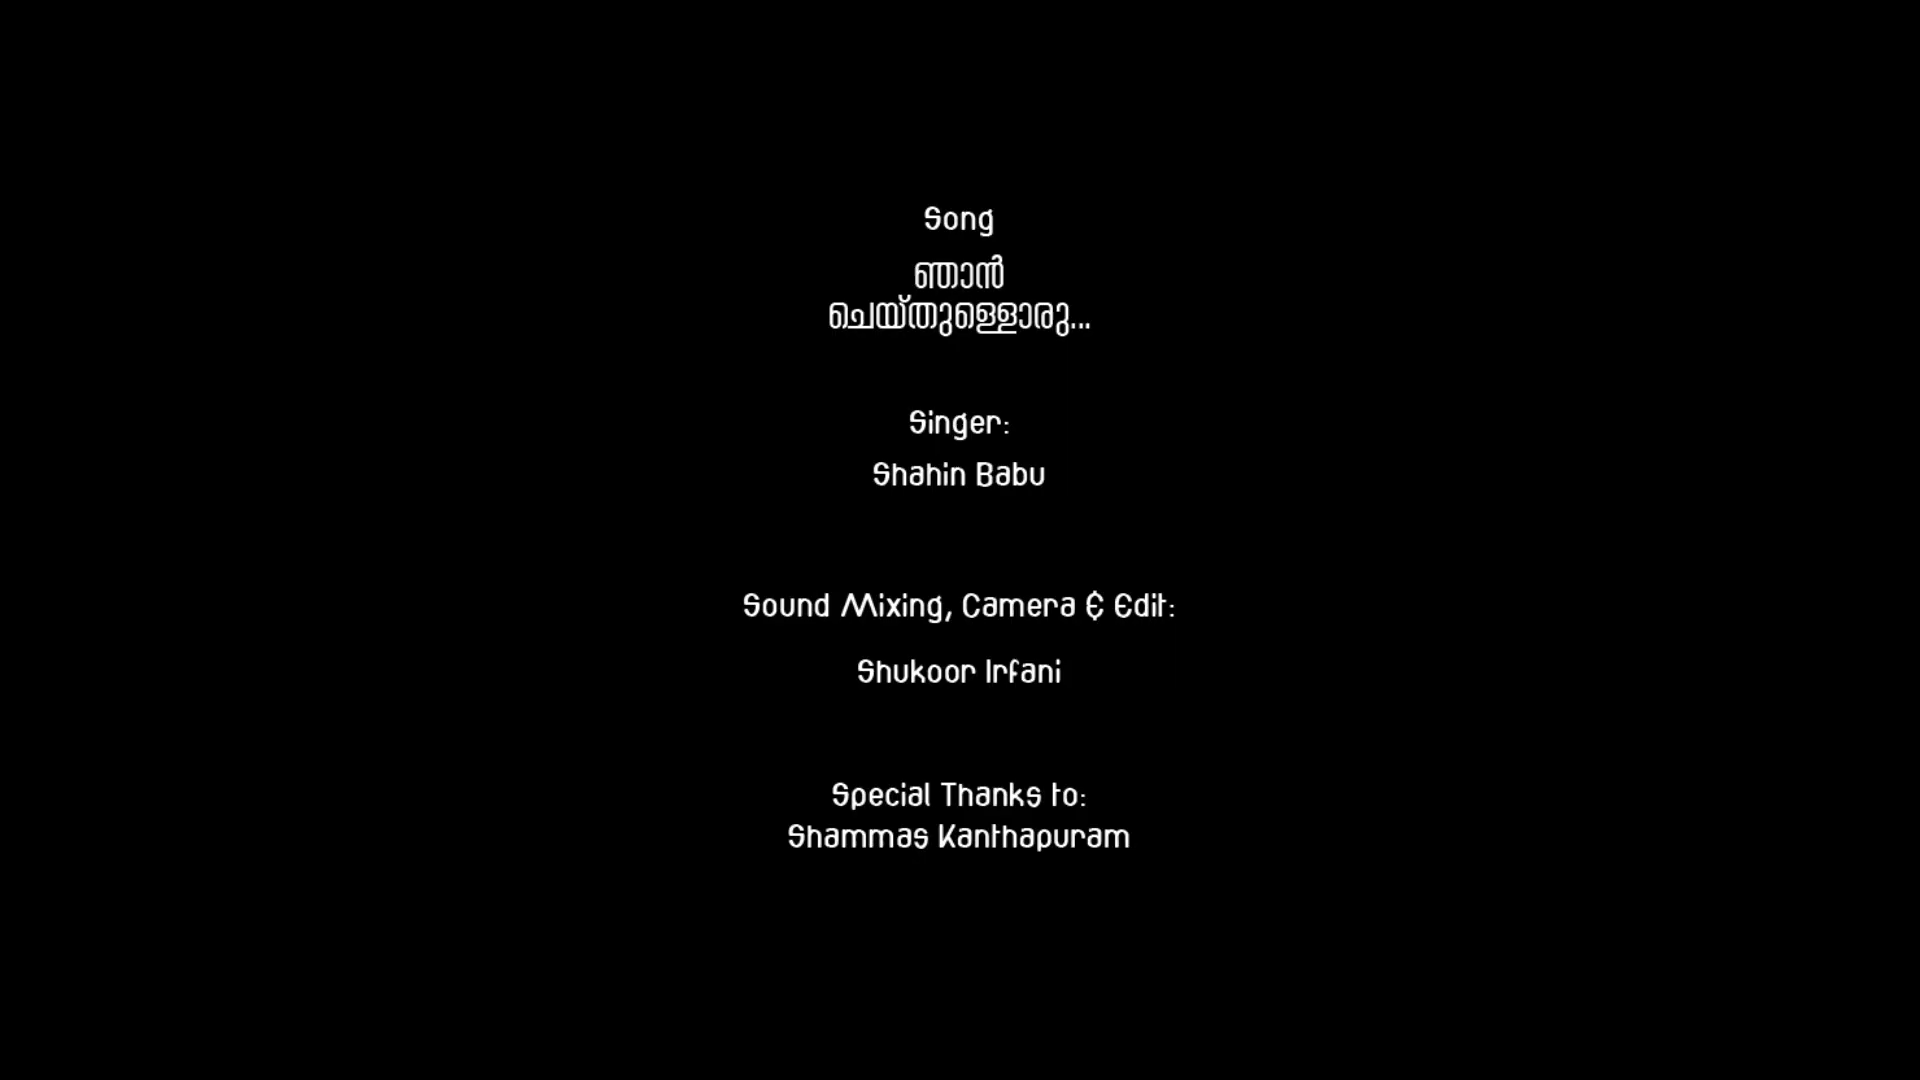 Song
ഞാൻ
ചെയ്തുള്ളൊരു...
Singer:
Shahin Babu
Sound Mixing, Camera & Edit:
Shukoor Irfani
Special Thanks to:
Shammas Kanthapuram